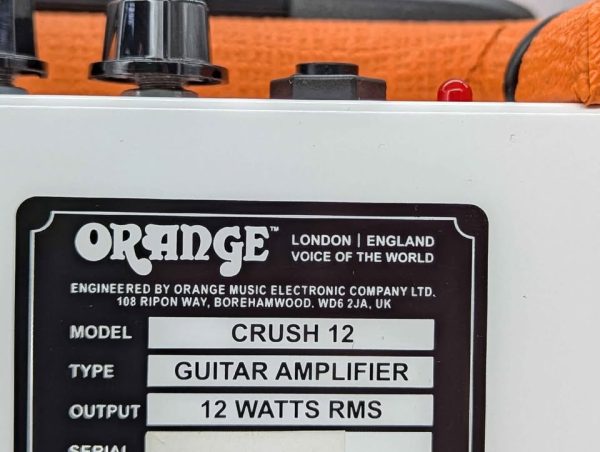 ORANGE™
LONDON | ENGLAND
VOICE OF THE WORLD
ENGINEERED BY ORANGE MUSIC ELECTRONIC COMPANY LTD.
108 RIPON WAY, BOREHAMWOOD. WD6 2JA, UK
MODEL CRUSH 12
TYPE GUITAR AMPLIFIER
OUTPUT 12 WATTS RMS
SERIAL